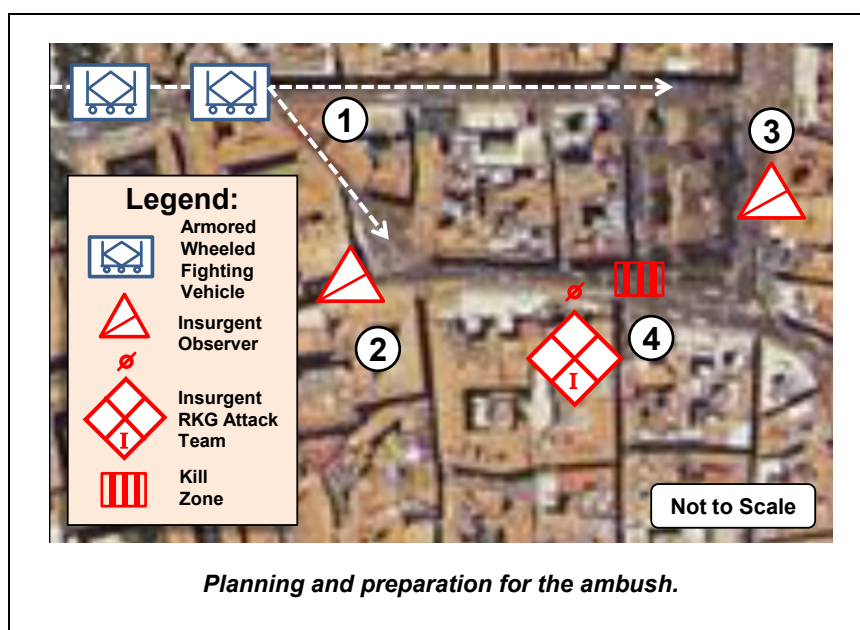 1
3
Legend:
Armored
Wheeled
Fighting
Vehicle
Insurgent
Observer
2
4
I
Insurgent
RKG Attack
Team
I
Kill
Zone
Not to Scale
Planning and preparation for the ambush.